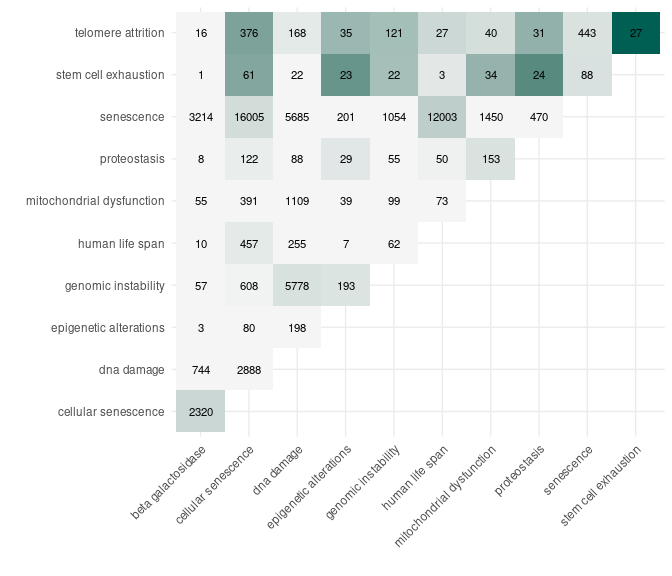 telomere attrition 16 376 168 35 121 27 40 31 443 27
stem cell exhaustion 1 61 22 23 22 3 34 24 88
senescence 3214 16005 5685 201 1054 12003 1450 470
proteostasis 8 122 88 29 55 50 153
mitochondrial dysfunction 55 391 1109 39 99 73
human life span 10 457 255 7 62
genomic instability 57 608 5778 193
epigenetic alterations 3 80 198
dna damage 744 2888
cellular senescence 2320
beta galactosidase
cellular senescence
dna damage
epigenetic alterations
genomic instability
human life span
mitochondrial dysfunction
proteostasis
senescence
stem cell exhaustion